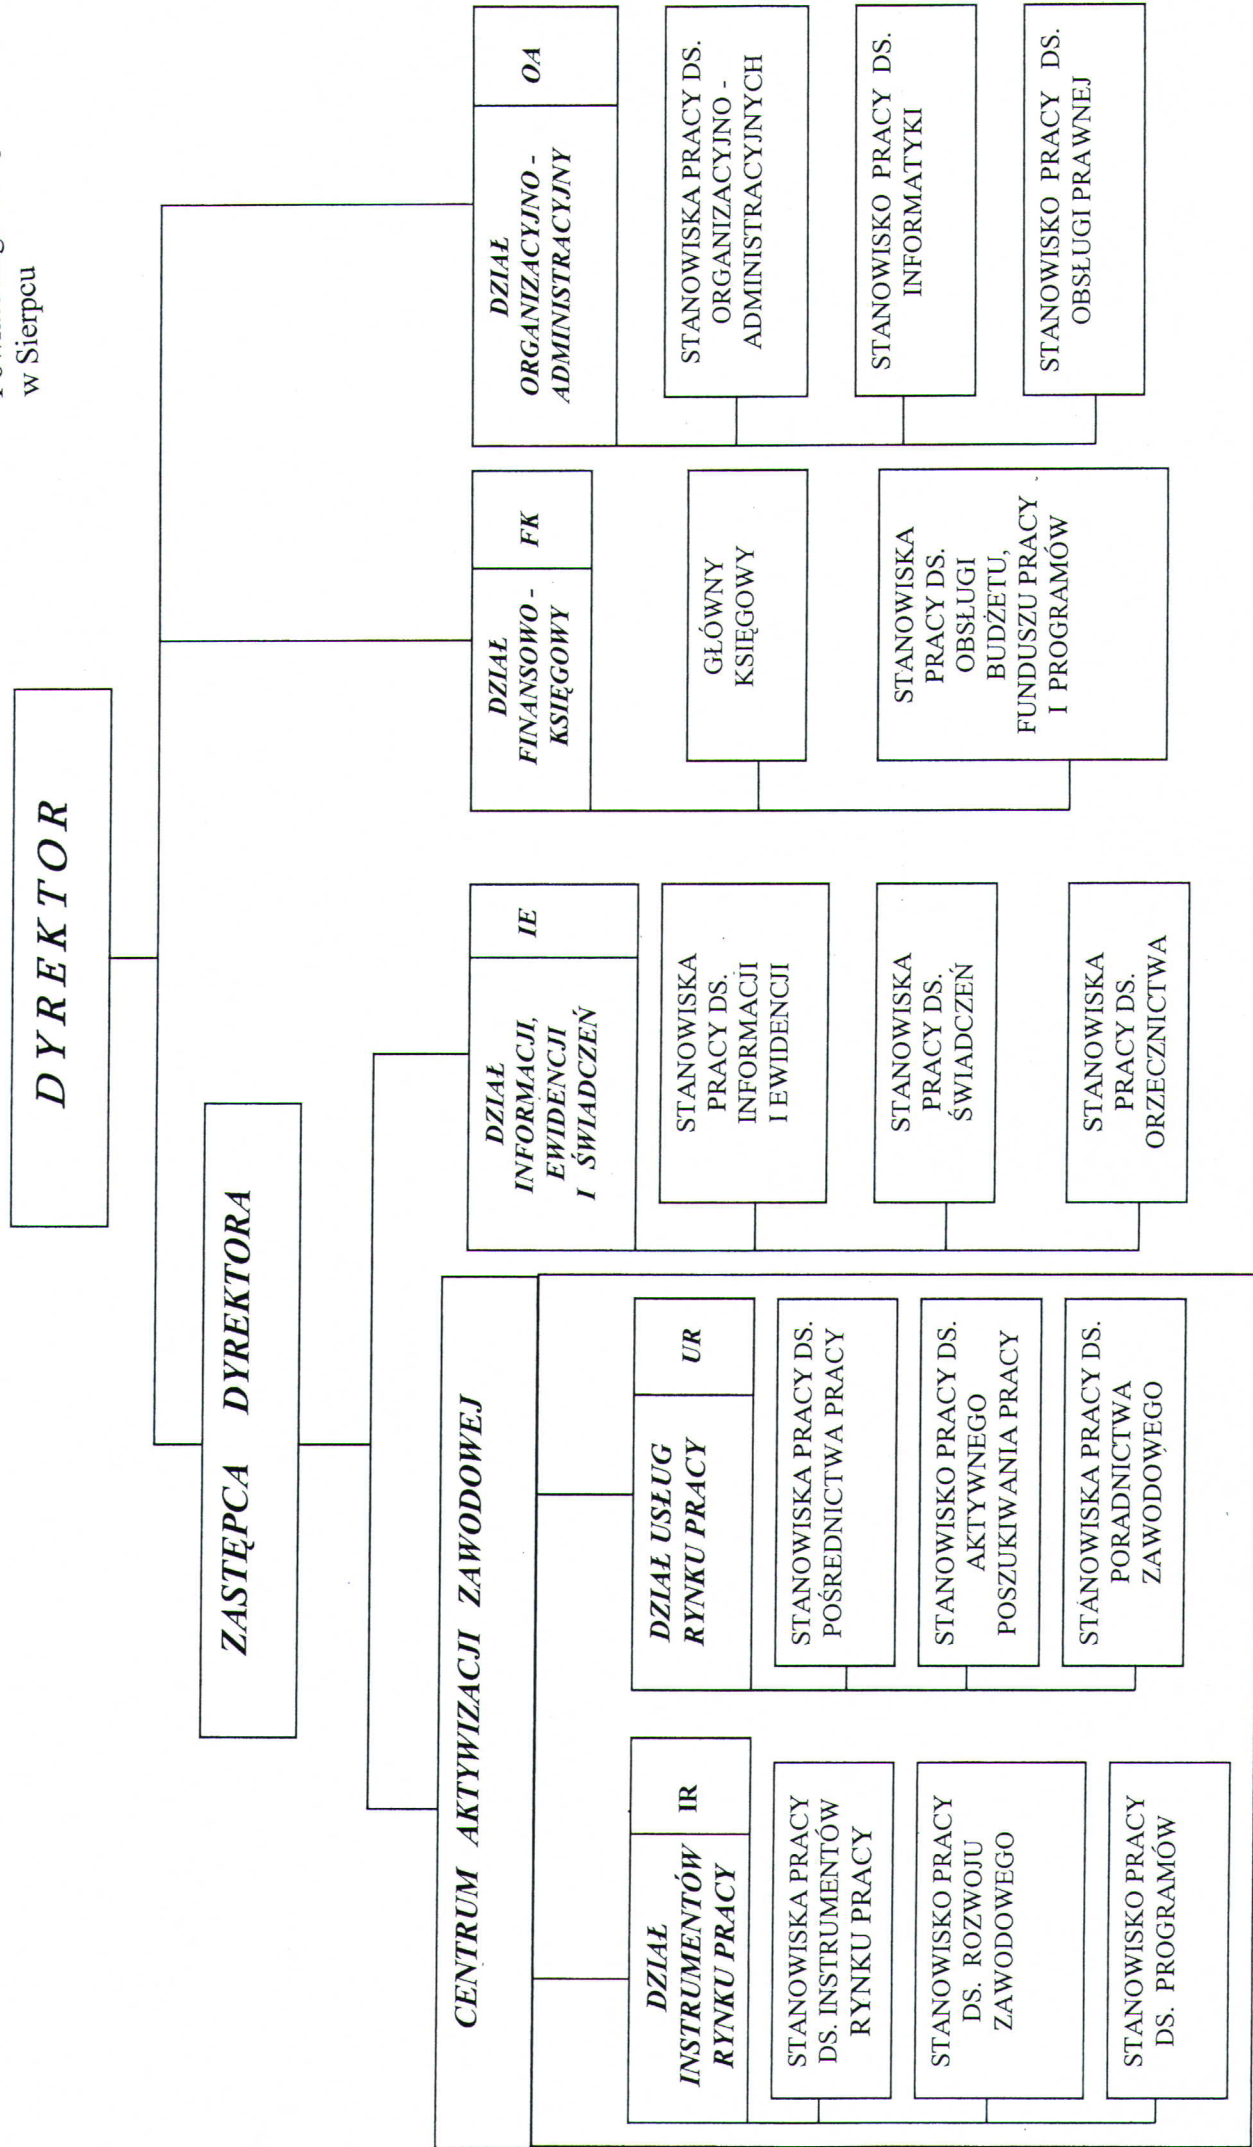 w Sierpcu
DYREKTOR
ZASTĘPCA DYREKTORA
CENTRUM AKTYWIZACJI ZAWODOWEJ
DZIAŁ
INSTRUMENTÓW
RYNKU PRACY
IR
STANOWISKA PRACY
DS. INSTRUMENTÓW
RYNKU PRACY
STANOWISKO PRACY
DS. ROZWOJU
ZAWODOWEGO
STANOWISKO PRACY
DS. PROGRAMÓW
DZIAŁ USŁUG
RYNKU PRACY
UR
STANOWISKA PRACY DS.
POŚREDNICTWA PRACY
STANOWISKO PRACY DS.
AKTYWNEGO
POSZUKIWANIA PRACY
STANOWISKA PRACY DS.
PORADNICTWA
ZAWODOWEGO
DZIAŁ
INFORMACJI,
EWIDENCJI
I ŚWIADCZEŃ
IE
STANOWISKA
PRACY DS.
INFORMACJI
I EWIDENCJI
STANOWISKA
PRACY DS.
ŚWIADCZEŃ
STANOWISKA
PRACY DS.
ORZECZNICTWA
DZIAŁ
FINANSOWO -
KSIĘGOWY
FK
GŁÓWNY
KSIĘGOWY
STANOWISKA
PRACY DS.
OBSŁUGI
BUDŻETU,
FUNDUSZU PRACY
I PROGRAMÓW
DZIAŁ
ORGANIZACYJNO -
ADMINISTRACYJNY
OA
STANOWISKA PRACY DS.
ORGANIZACYJNO -
ADMINISTRACYJNYCH
STANOWISKO PRACY DS.
INFORMATYKI
STANOWISKO PRACY DS.
OBSŁUGI PRAWNEJ